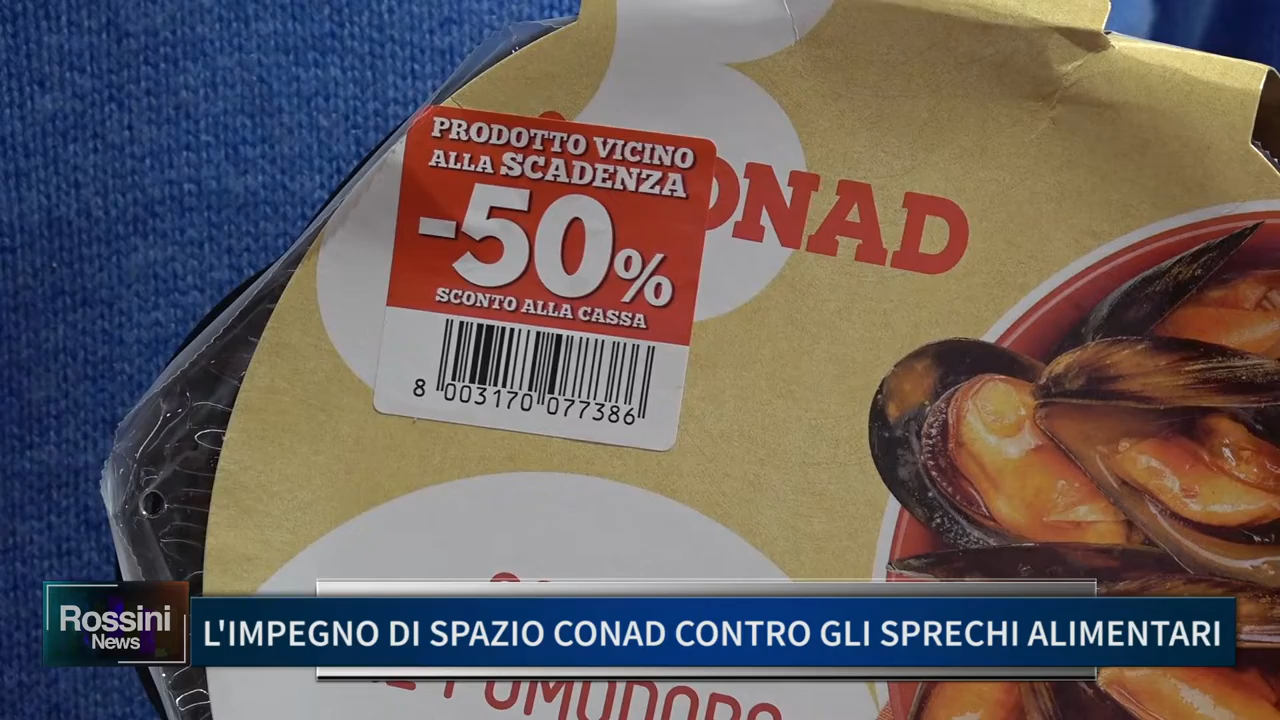 PRODOTTO VICINO
ALLA SCADENZA
-50%
SCONTO ALLA CASSA
8 003170 077386
ONAD
Rossini
News
L'IMPEGNO DI SPAZIO CONAD CONTRO GLI SPRECHI ALIMENTARI
POMODORO